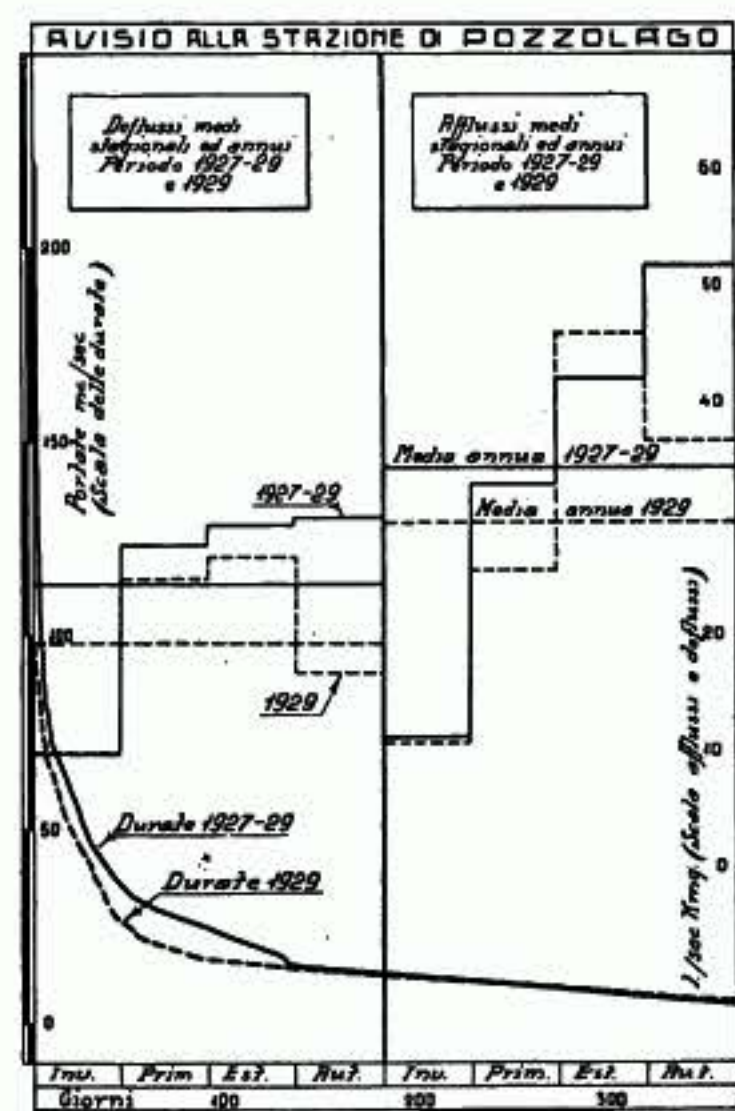 AVISIO ALLA STAZIONE DI POZZOLAGO
Deflussi medi
stagionali ed annui
Periodo 1927-29
e 1929
Afflussi medi
stagionali ed annui
Periodo 1927-29
e 1929
60
200
Portate mc/sec
(Scala delle durate)
50
40
150
Media annua 1927-29
1927-29
Media annua 1929
100
20
1929
10
l/sec Kmq. (Scala afflussi e deflussi)
50
Durate 1927-29
0
Durate 1929
0
Inv. Prim Est. Aut. Inv. Prim. Est. Aut.
Giorni 100 200 300